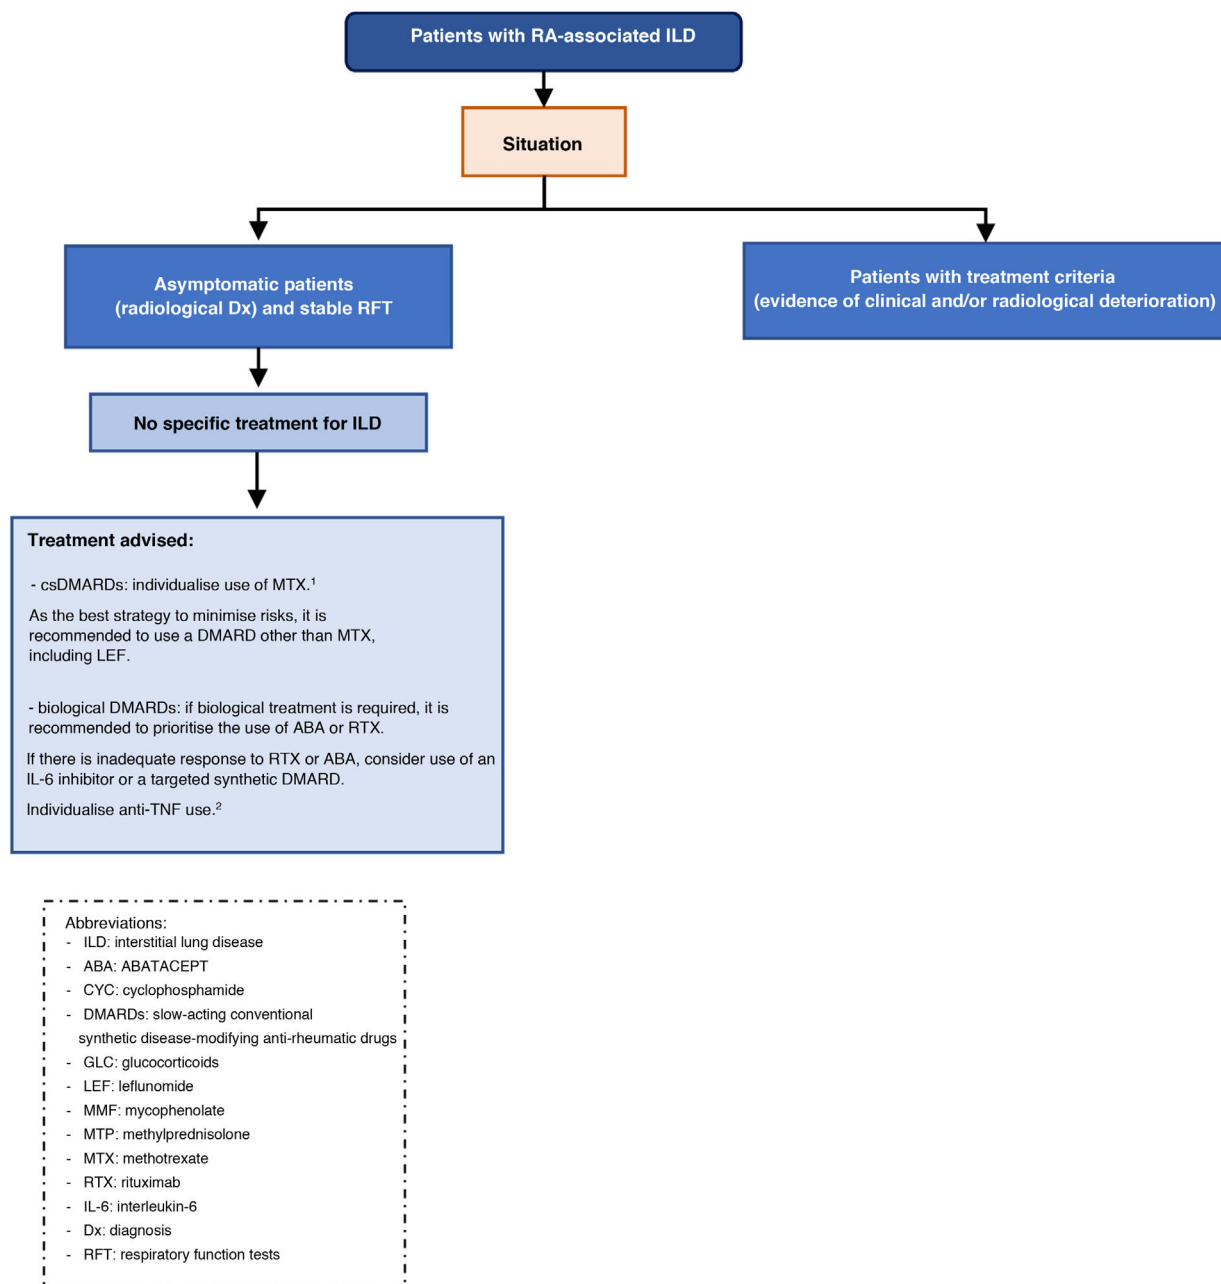 Patients with RA-associated ILD
Situation
Asymptomatic patients
(radiological Dx) and stable RFT
Patients with treatment criteria
(evidence of clinical and/or radiological deterioration)
No specific treatment for ILD
Treatment advised:
- csDMARDs: individualise use of MTX.¹
As the best strategy to minimise risks, it is
recommended to use a DMARD other than MTX,
including LEF.
- biological DMARDs: if biological treatment is required, it is
recommended to prioritise the use of ABA or RTX.
If there is inadequate response to RTX or ABA, consider use of an
IL-6 inhibitor or a targeted synthetic DMARD.
Individualise anti-TNF use.²
Abbreviations:
- ILD: interstitial lung disease
- ABA: ABATACEPT
- CYC: cyclophosphamide
- DMARDs: slow-acting conventional
synthetic disease-modifying anti-rheumatic drugs
- GLC: glucocorticoids
- LEF: leflunomide
- MMF: mycophenolate
- MTP: methylprednisolone
- MTX: methotrexate
- RTX: rituximab
- IL-6: interleukin-6
- Dx: diagnosis
- RFT: respiratory function tests